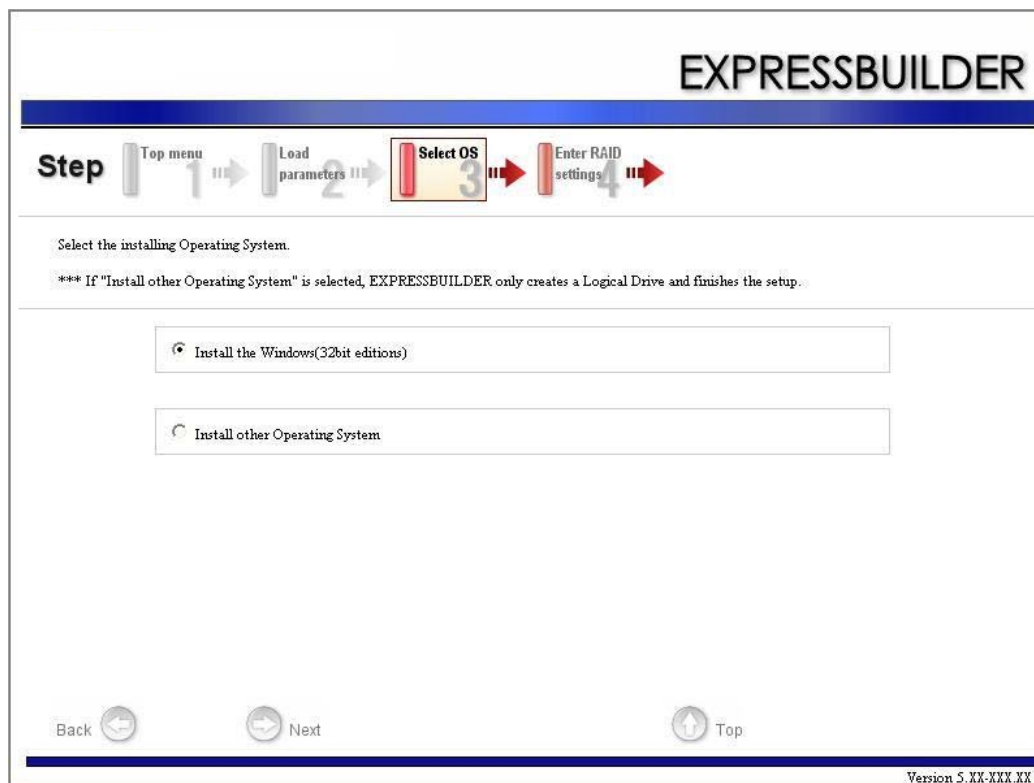 EXPRESSBUILDER
Step
Top menu
1
Load
parameters
2
Select OS
3
Enter RAID
settings
4
Select the installing Operating System.
*** If "Install other Operating System" is selected, EXPRESSBUILDER only creates a Logical Drive and finishes the setup.
Install the Windows(32bit editions)
Install other Operating System
Back
Next
Top
Version 5.XX-XXX.XX